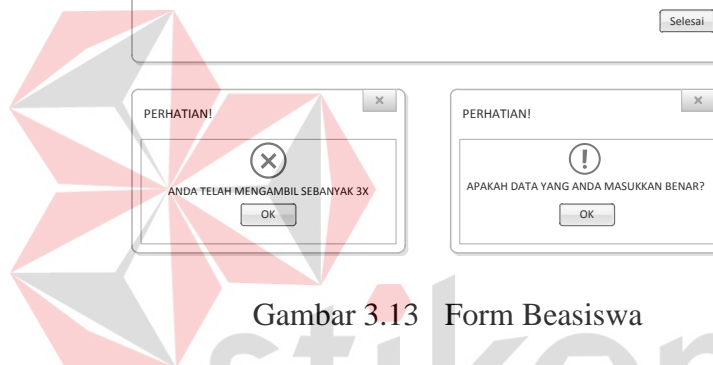 Selesai
PERHATIAN!
ANDA TELAH MENGAMBIL SEBANYAK 3X
OK
PERHATIAN!
APAKAH DATA YANG ANDA MASUKKAN BENAR?
OK
Gambar 3.13 Form Beasiswa